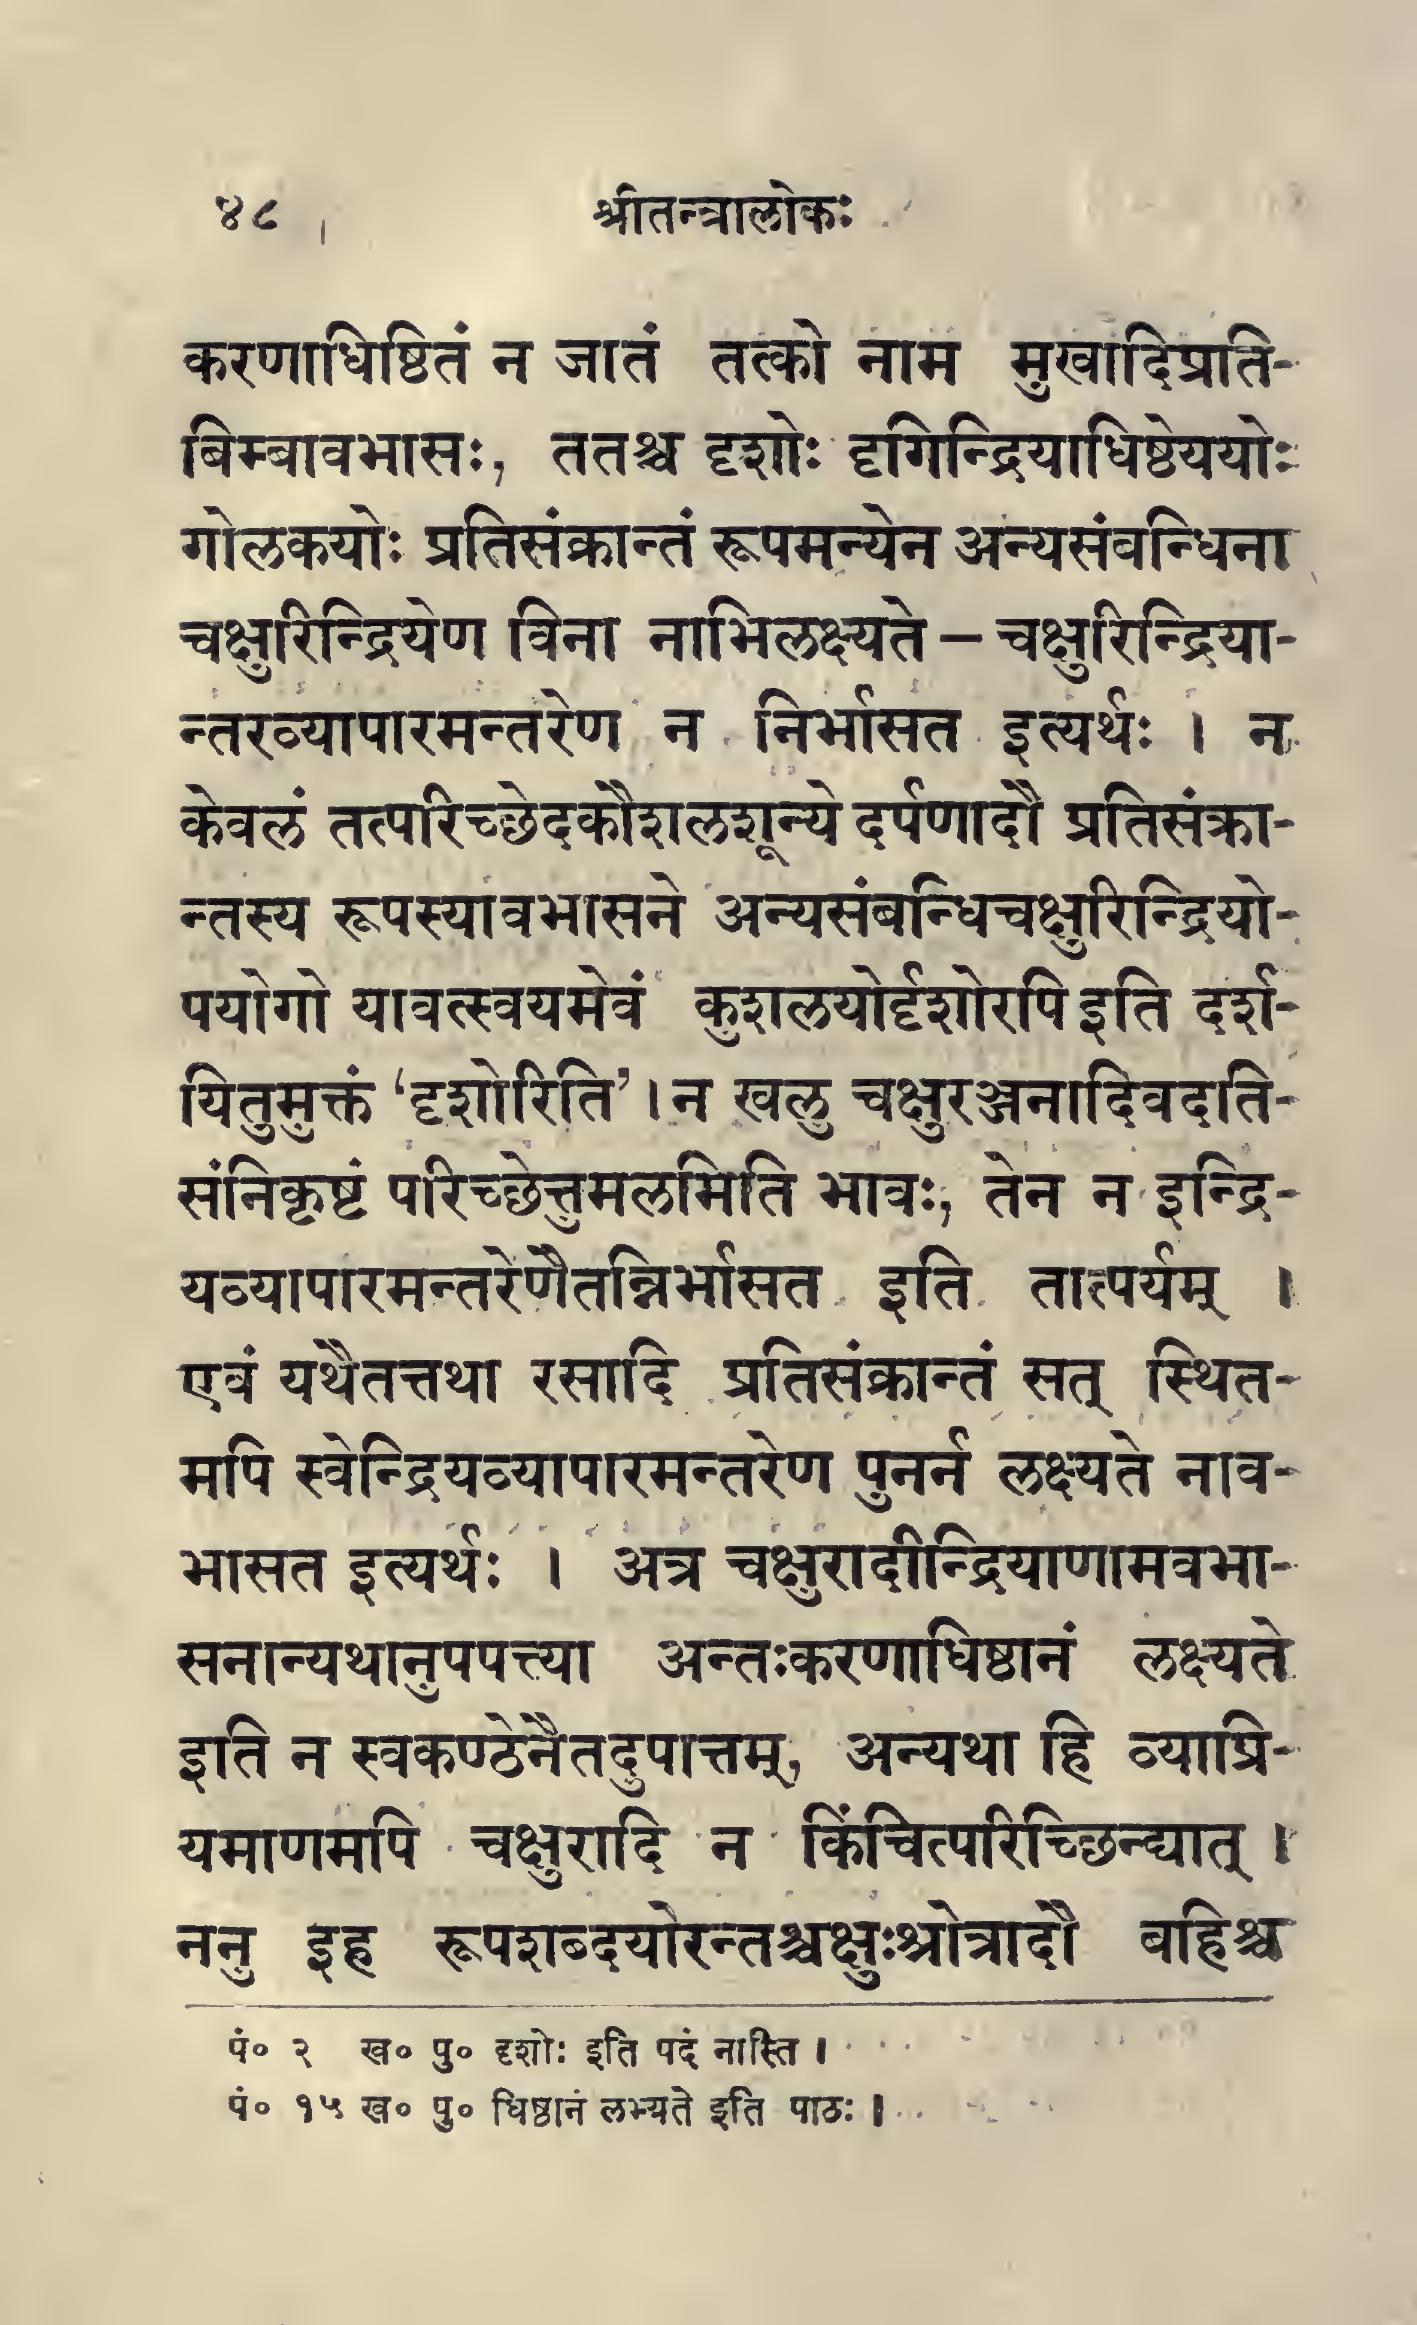 ४८ श्रीतन्त्रालोकः
करणाधिष्ठितं न जातं तत्को नाम मुखादिप्रति-
बिम्बावभासः, ततश्च दृशोः दृगिन्द्रियाधिष्ठेययोः
गोलकयोः प्रतिसंक्रान्तं रूपमन्येन अन्यसंबन्धिना
चक्षुरिन्द्रियेण विना नाभिलक्ष्यते – चक्षुरिन्द्रिया-
न्तरव्यापारमन्तरेण न निर्भासत इत्यर्थः । न
केवलं तत्परिच्छेदकौशलशून्ये दर्पणादौ प्रतिसंक्रा-
न्तस्य रूपस्यावभासने अन्यसंबन्धिचक्षुरिन्द्रियो-
पयोगो यावत्स्वयमेवं कुशलयोर्दृशोरपि इति दर्श-
यितुमुक्तं ‘दृशोरिति’ । न खलु चक्षुरञ्जनादिवदति-
संनिकृष्टं परिच्छेत्तुमलमिति भावः, तेन न इन्द्रि-
यव्यापारमन्तरेणैतन्निर्भासत इति तात्पर्यम् ।
एवं यथैतत्तथा रसादि प्रतिसंक्रान्तं सत् स्थित-
मपि स्वेन्द्रियव्यापारमन्तरेण पुनर्न लक्ष्यते नाव-
भासत इत्यर्थः । अत्र चक्षुरादीन्द्रियाणामवभा-
सनान्यथानुपपत्त्या अन्तःकरणाधिष्ठानं लक्ष्यते
इति न स्वकण्ठेनैतदुपात्तम्, अन्यथा हि व्याप्रि-
यमाणमपि चक्षुरादि न किंचित्परिच्छिन्द्यात् ।
ननु इह रूपशब्दयोरन्तश्चक्षुःश्रोत्रादौ बहिश्च
पं० २ ख० पु० दृशोः इति पदं नास्ति ।
पं० १५ ख० पु० धिष्ठानं लभ्यते इति पाठः ।